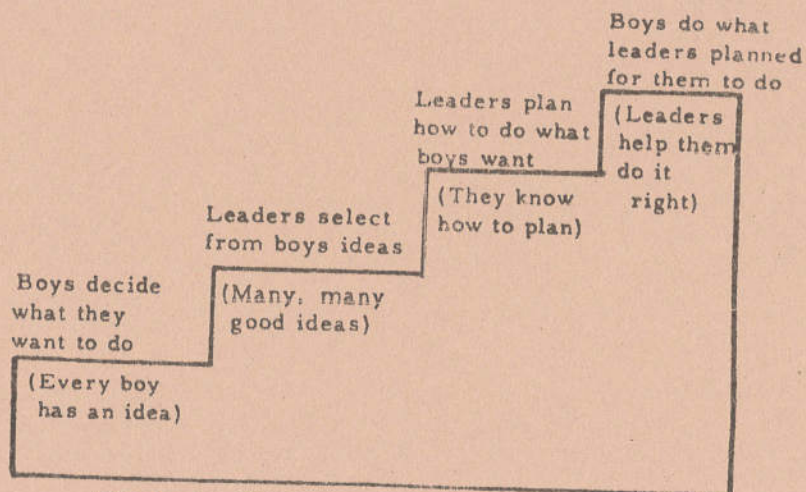 Boys decide
what they
want to do
(Every boy
has an idea)
Leaders select
from boys ideas
(Many, many
good ideas)
Leaders plan
how to do what
boys want
(They know
how to plan)
Boys do what
leaders planned
for them to do
(Leaders
help them
do it
right)